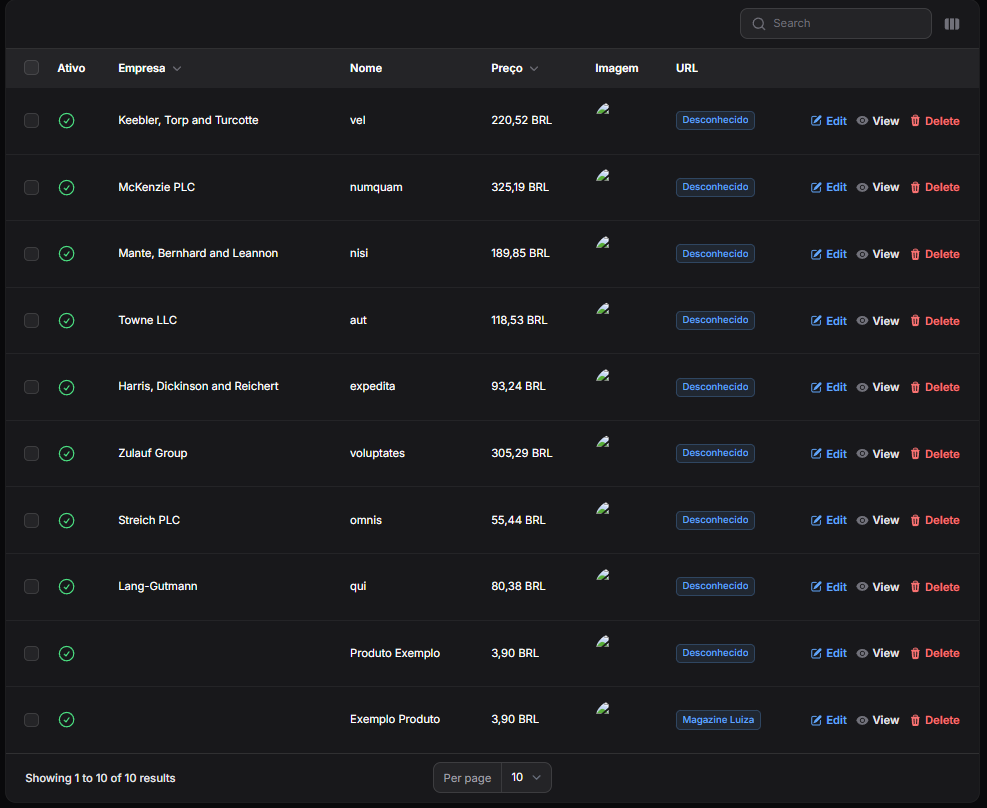 Search
Ativo Empresa Nome Preço Imagem URL
Keebler, Torp and Turcotte vel 220,52 BRL Desconhecido Edit View Delete
McKenzie PLC numquam 325,19 BRL Desconhecido Edit View Delete
Mante, Bernhard and Leannon nisi 189,85 BRL Desconhecido Edit View Delete
Towne LLC aut 118,53 BRL Desconhecido Edit View Delete
Harris, Dickinson and Reichert expedita 93,24 BRL Desconhecido Edit View Delete
Zulauf Group voluptates 305,29 BRL Desconhecido Edit View Delete
Streich PLC omnis 55,44 BRL Desconhecido Edit View Delete
Lang-Gutmann qui 80,38 BRL Desconhecido Edit View Delete
Produto Exemplo 3,90 BRL Desconhecido Edit View Delete
Exemplo Produto 3,90 BRL Magazine Luiza Edit View Delete
Showing 1 to 10 of 10 results Per page 10